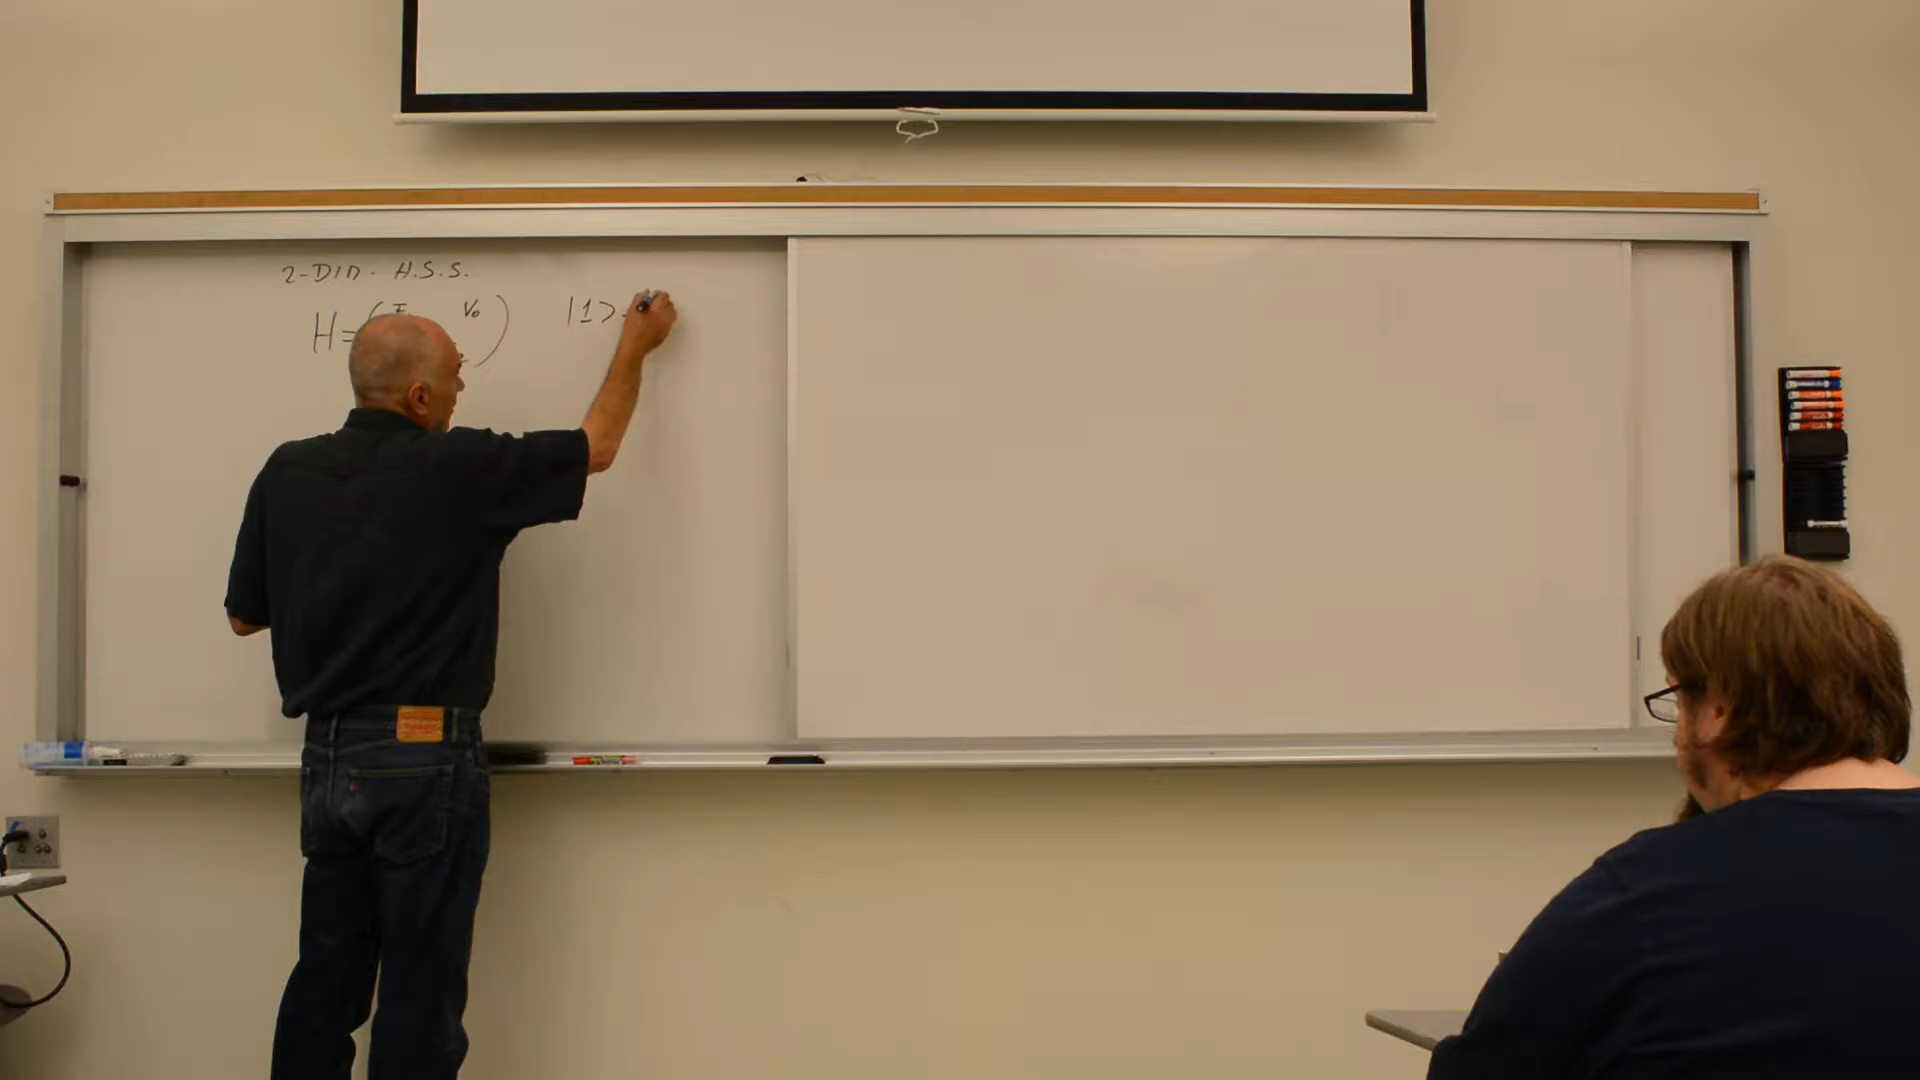 2-DIM. H.S.S.
H = ( V₀ ) |1>